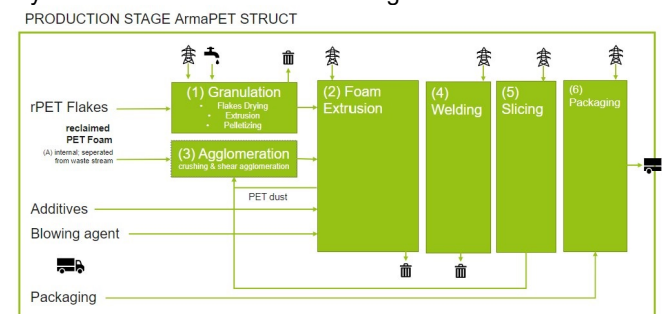 PRODUCTION STAGE ArmaPET STRUCT
(1) Granulation
• Flakes Drying
• Extrusion
• Pelletizing
(2) Foam
Extrusion
(4)
Welding
(5)
Slicing
(6)
Packaging
rPET Flakes
reclaimed
PET Foam
(A) internal; seperated
from waste stream
(3) Agglomeration
crushing & shear agglomeration
PET dust
Additives
Blowing agent
Packaging